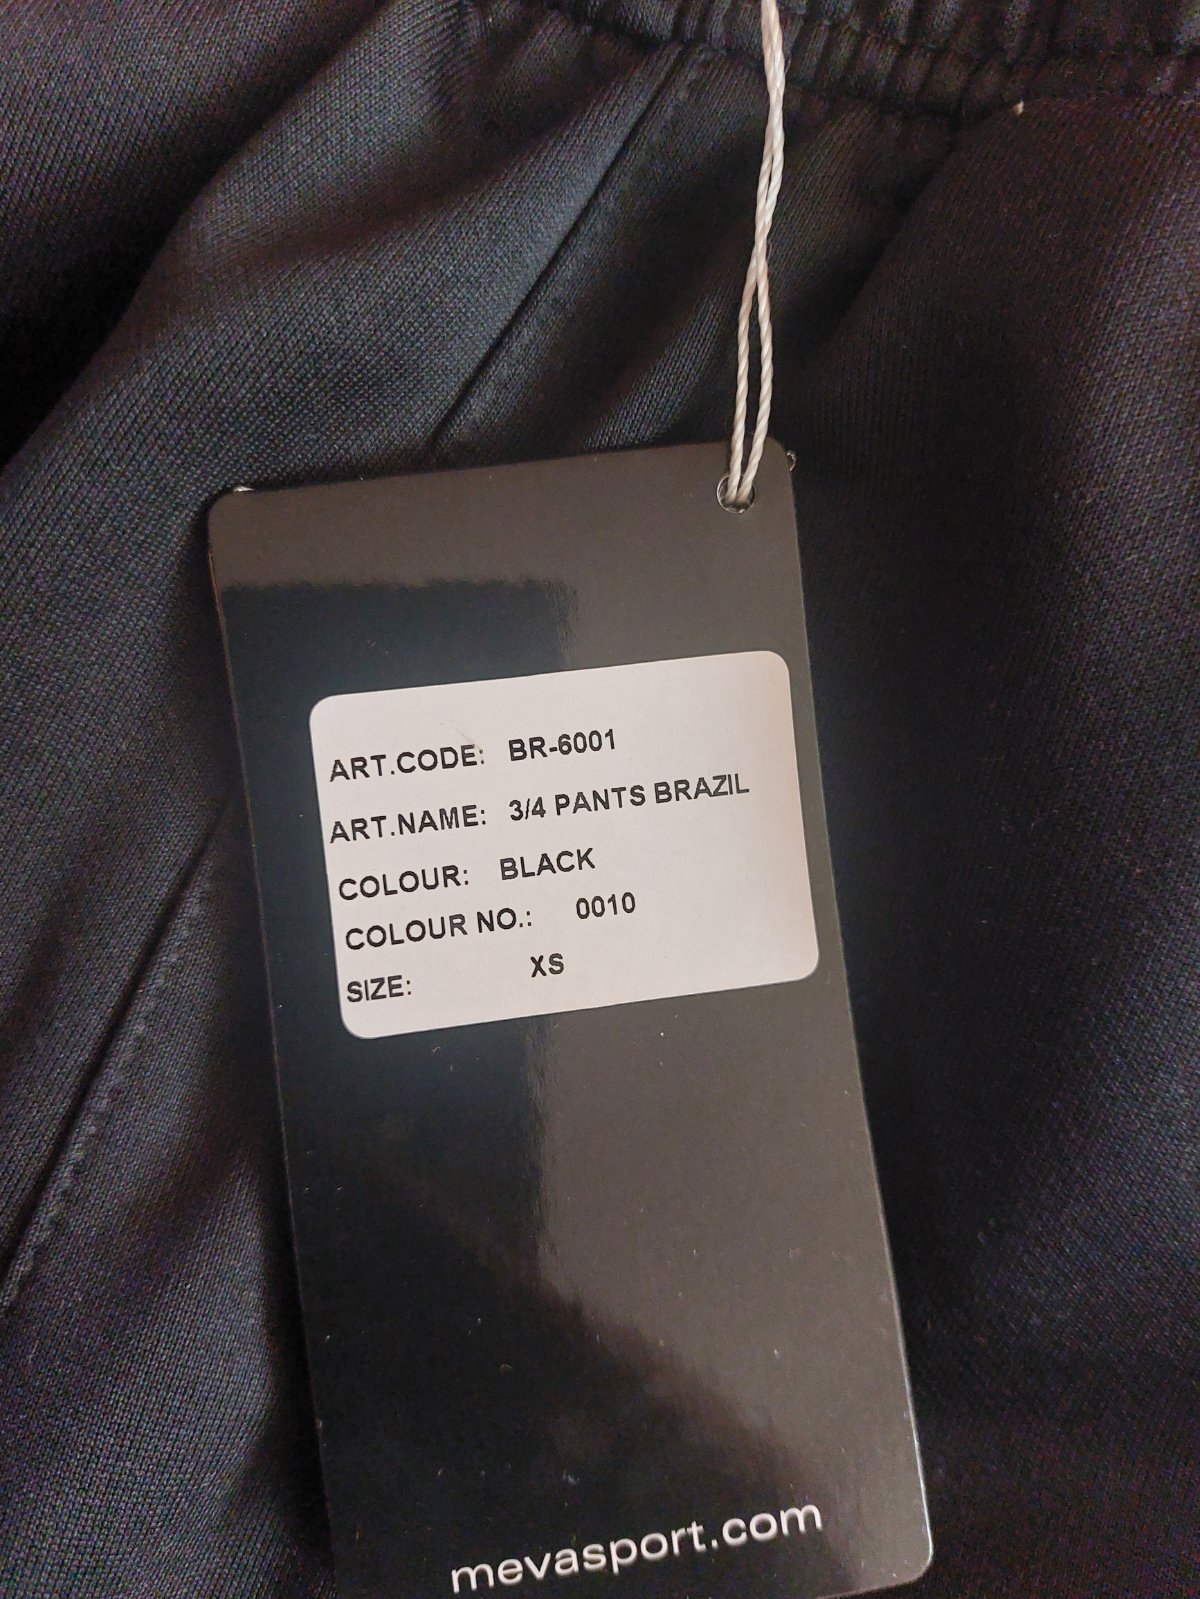 ART.CODE: BR-6001
ART.NAME: 3/4 PANTS BRAZIL
COLOUR: BLACK
COLOUR NO.: 0010
SIZE: XS
mevasport.com